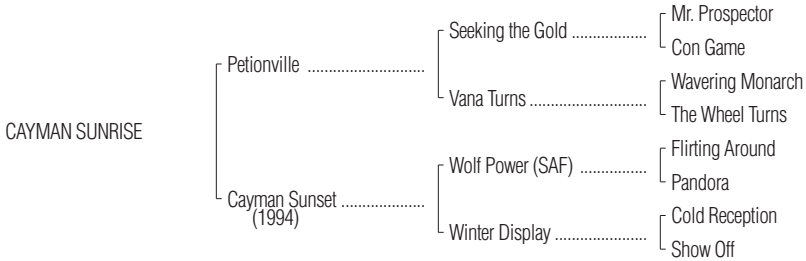 Mr. Prospector
Seeking the Gold ..................
Con Game
Petionville ............................
Wavering Monarch
Vana Turns ............................
The Wheel Turns
CAYMAN SUNRISE
Flirting Around
Wolf Power (SAF) ................
Pandora
Cayman Sunset ....................
(1994)
Cold Reception
Winter Display ......................
Show Off